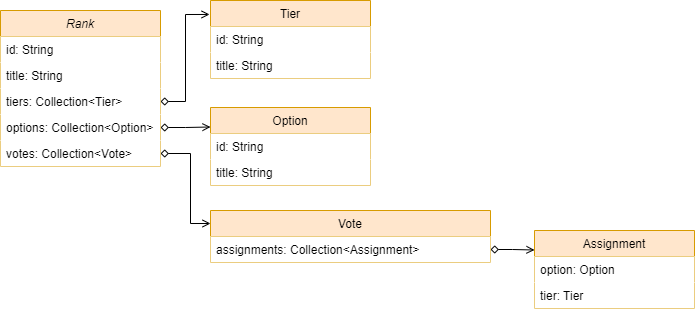 Rank
id: String
title: String
tiers: Collection<Tier>
options: Collection<Option>
votes: Collection<Vote>
Tier
id: String
title: String
Option
id: String
title: String
Vote
assignments: Collection<Assignment>
Assignment
option: Option
tier: Tier